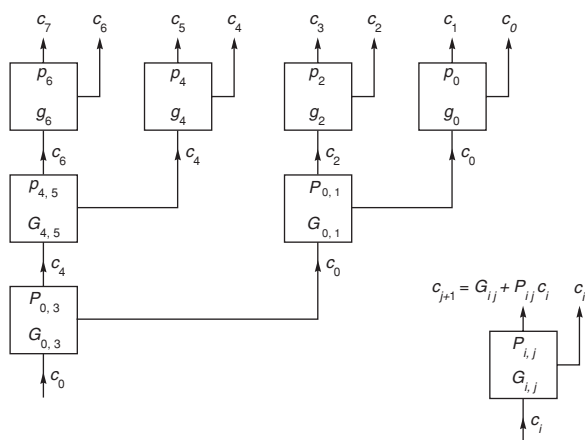 c7 c6 c5 c4 c3 c2 c1 c0
p6 p4 p2 p0
g6 g4 g2 g0
c6 c4 c2 c0
p4, 5 P0, 1
G4, 5 G0, 1
c4 c0
P0, 3
G0, 3
c0
cj+1 = Gi j + Pi j ci ci
Pi, j
Gi, j
ci